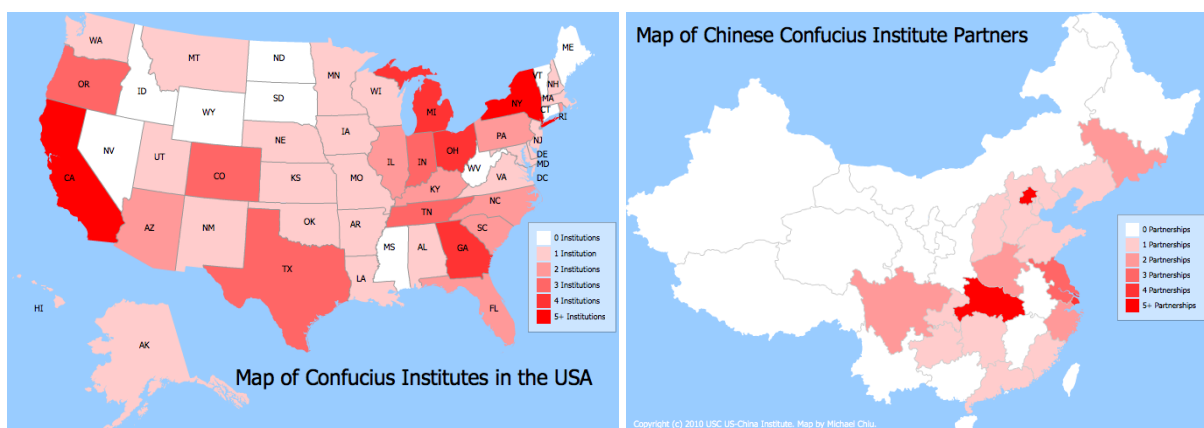 WA
MT
ND
MN
ME
VT
NH
OR
ID
SD
WI
MI
NY
MA
CT
RI
WY
IA
PA
NJ
NE
IL
IN
OH
DE
MD
DC
NV
UT
CO
KS
MO
WV
VA
KY
CA
AZ
NM
OK
AR
TN
NC
SC
MS
AL
GA
TX
LA
FL
HI
AK
0 Institutions
1 Institution
2 Institutions
3 Institutions
4 Institutions
5+ Institutions
Map of Confucius Institutes in the USA
Map of Chinese Confucius Institute Partners
0 Partnerships
1 Partnerships
2 Partnerships
3 Partnerships
4 Partnerships
5+ Partnerships
Copyright (c) 2010 USC US-China Institute. Map by Michael Chiu.